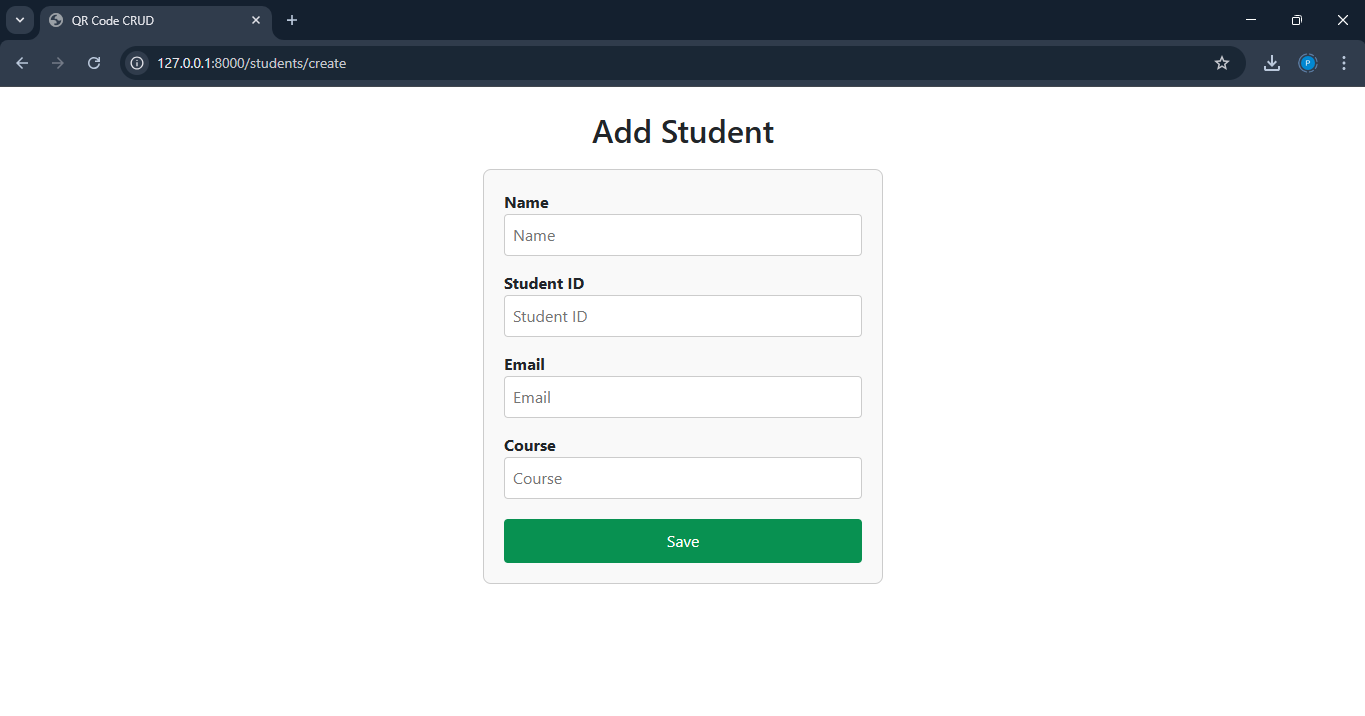 QR Code CRUD
127.0.0.1:8000/students/create
P
Add Student
Name
Name
Student ID
Student ID
Email
Email
Course
Course
Save